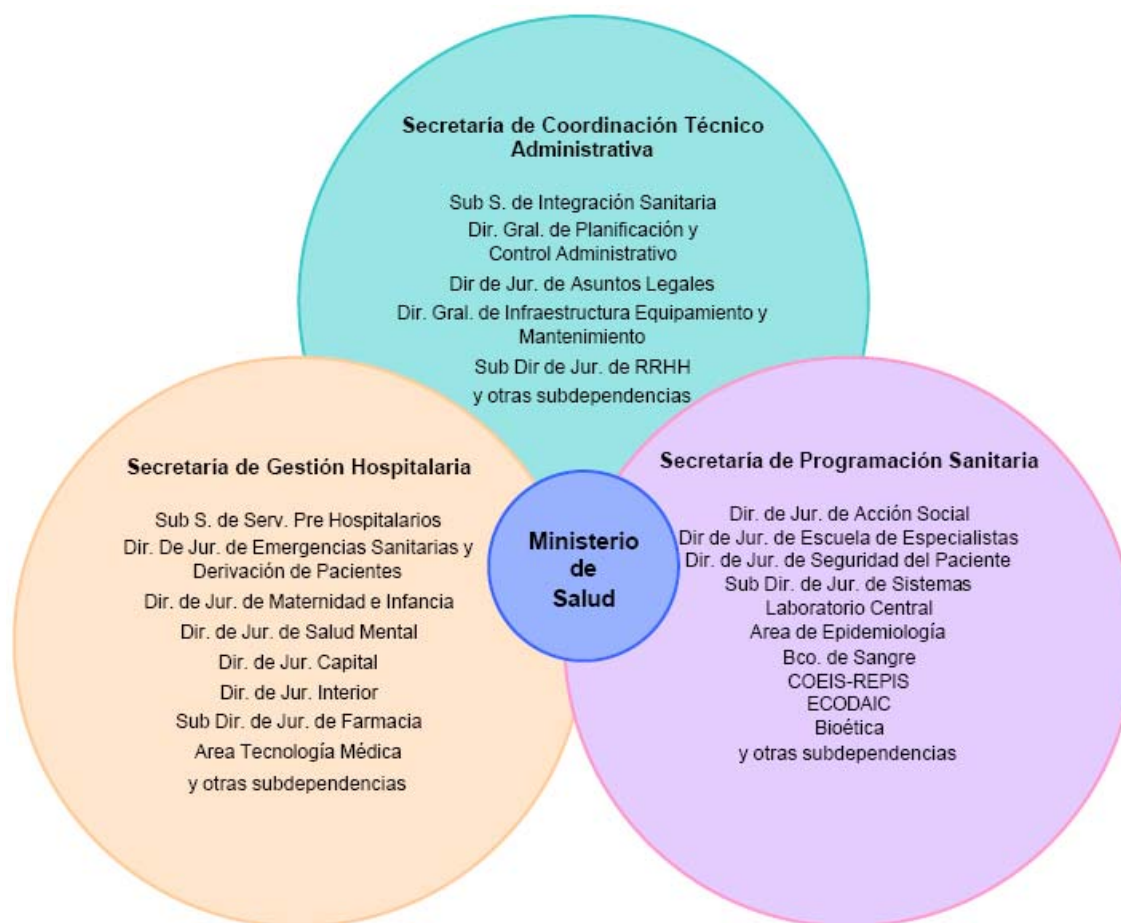 Secretaría de Coordinación Técnico
Administrativa
Sub S. de Integración Sanitaria
Dir. Gral. de Planificación y
Control Administrativo
Dir de Jur. de Asuntos Legales
Dir. Gral. de Infraestructura Equipamiento y
Mantenimiento
Sub Dir de Jur. de RRHH
y otras subdependencias
Secretaría de Gestión Hospitalaria
Sub S. de Serv. Pre Hospitalarios
Dir. De Jur. de Emergencias Sanitarias y
Derivación de Pacientes
Dir. de Jur. de Maternidad e Infancia
Dir. de Jur. de Salud Mental
Dir. de Jur. Capital
Dir. de Jur. Interior
Sub Dir. de Jur. de Farmacia
Area Tecnología Médica
y otras subdependencias
Ministerio
de
Salud
Secretaría de Programación Sanitaria
Dir. de Jur. de Acción Social
Dir de Jur. de Escuela de Especialistas
Dir. de Jur. de Seguridad del Paciente
Sub Dir. de Jur. de Sistemas
Laboratorio Central
Area de Epidemiología
Bco. de Sangre
COEIS-REPIS
ECODAIC
Bioética
y otras subdependencias